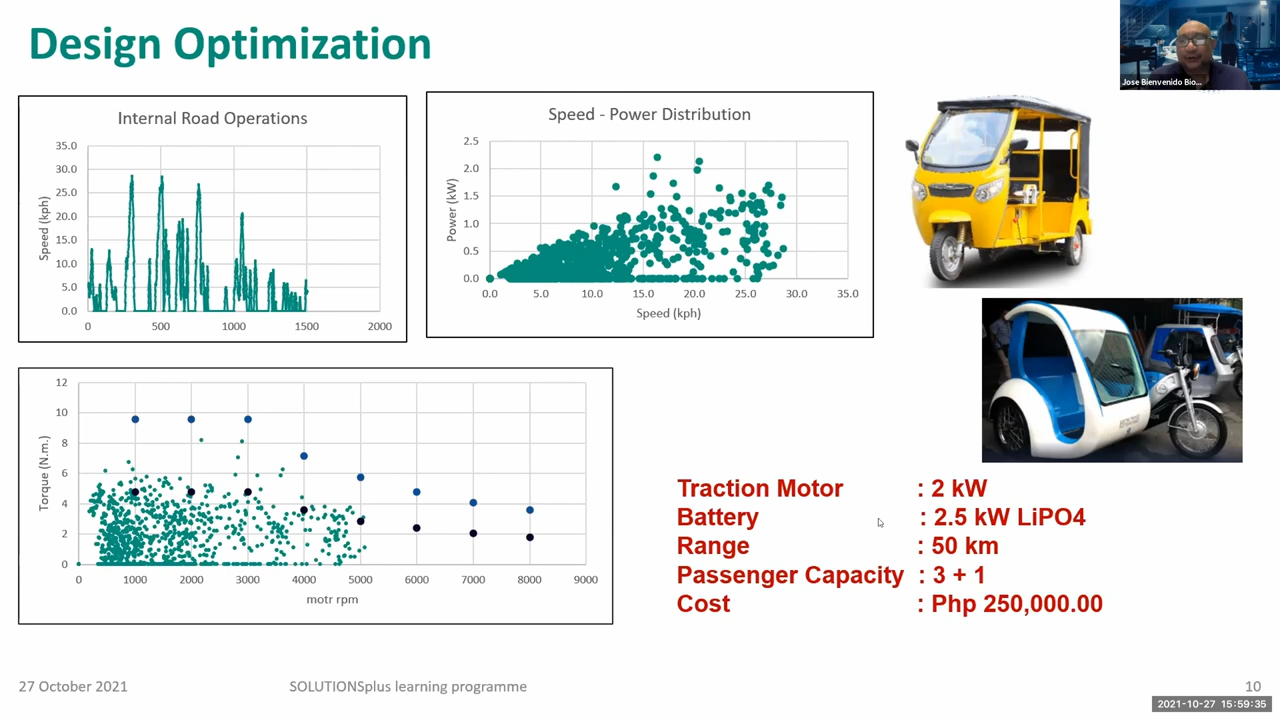 Design Optimization
Jose Bienvenido Bio...
Internal Road Operations
35.0
30.0
25.0
20.0
15.0
10.0
5.0
0.0
Speed (kph)
0 500 1000 1500 2000
Speed - Power Distribution
2.5
2.0
1.5
1.0
0.5
0.0
Power (kW)
0.0 5.0 10.0 15.0 20.0 25.0 30.0 35.0
Speed (kph)
12
10
8
6
4
2
0
Torque (N.m.)
0 1000 2000 3000 4000 5000 6000 7000 8000 9000
motr rpm
Traction Motor : 2 kW
Battery : 2.5 kW LiPO4
Range : 50 km
Passenger Capacity : 3 + 1
Cost : Php 250,000.00
27 October 2021
SOLUTIONSplus learning programme
10
2021-10-27 15:59:35